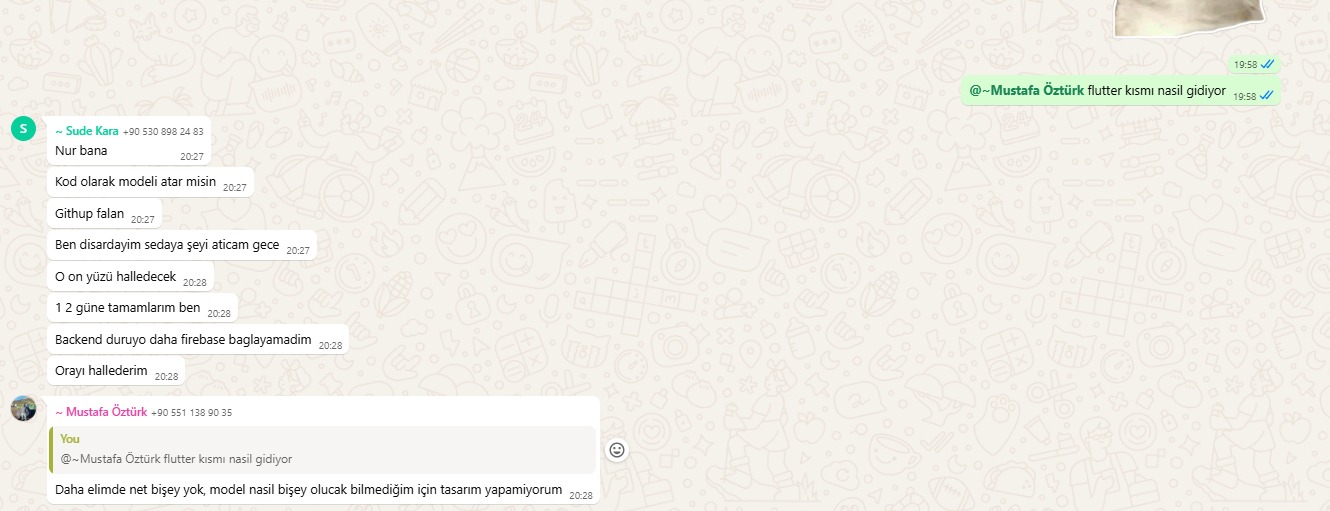 19:58
@~Mustafa Öztürk flutter kısmı nasil gidiyor 19:58
S
~ Sude Kara +90 530 898 24 83
Nur bana 20:27
Kod olarak modeli atar misin 20:27
Githup falan 20:27
Ben disardayim sedaya şeyi aticam gece 20:27
O on yüzü halledecek 20:28
1 2 güne tamamlarım ben 20:28
Backend duruyo daha firebase baglayamadim 20:28
Orayı hallederim 20:28
~ Mustafa Öztürk +90 551 138 90 35
You
@~Mustafa Öztürk flutter kısmı nasil gidiyor
Daha elimde net bişey yok, model nasil bişey olucak bilmediğim için tasarım yapamiyorum 20:28